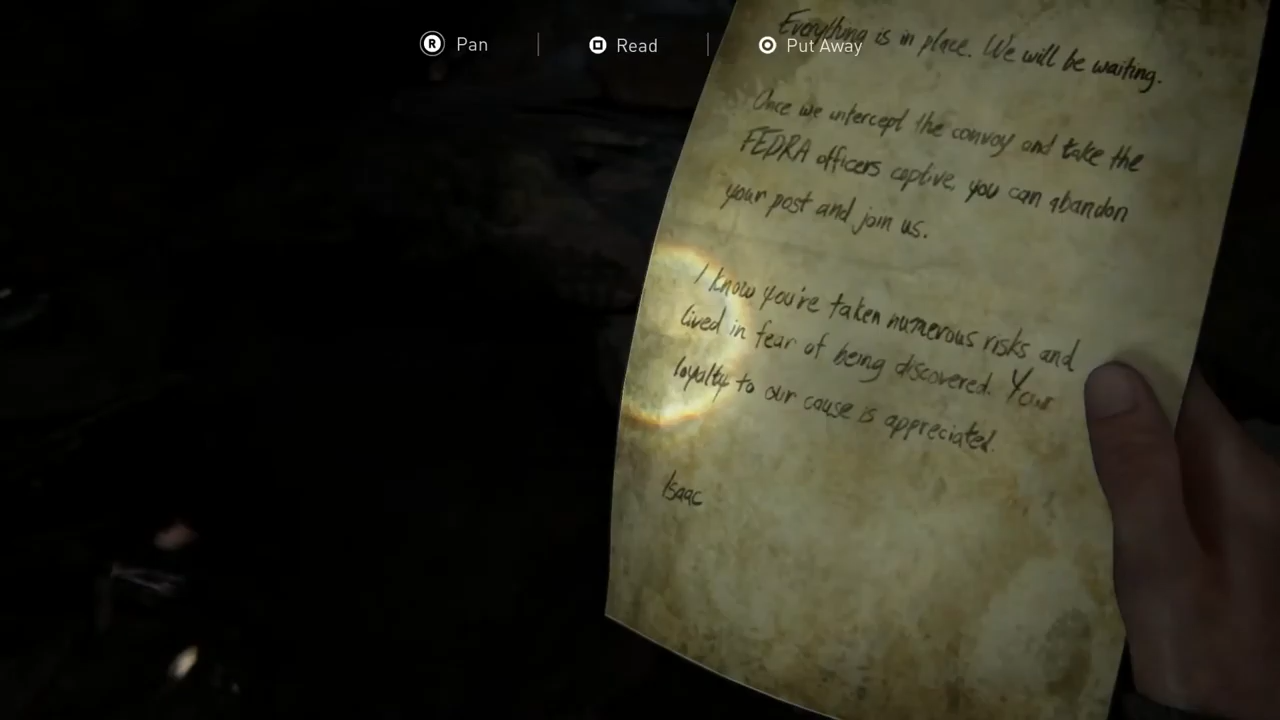 R Pan | Read | Put Away
Everything is in place. We will be waiting.
Once we intercept the convoy and take the
FEDRA officers captive, you can abandon
your post and join us.
I know you're taken numerous risks and
lived in fear of being discovered. Your
loyalty to our cause is appreciated.
Isaac